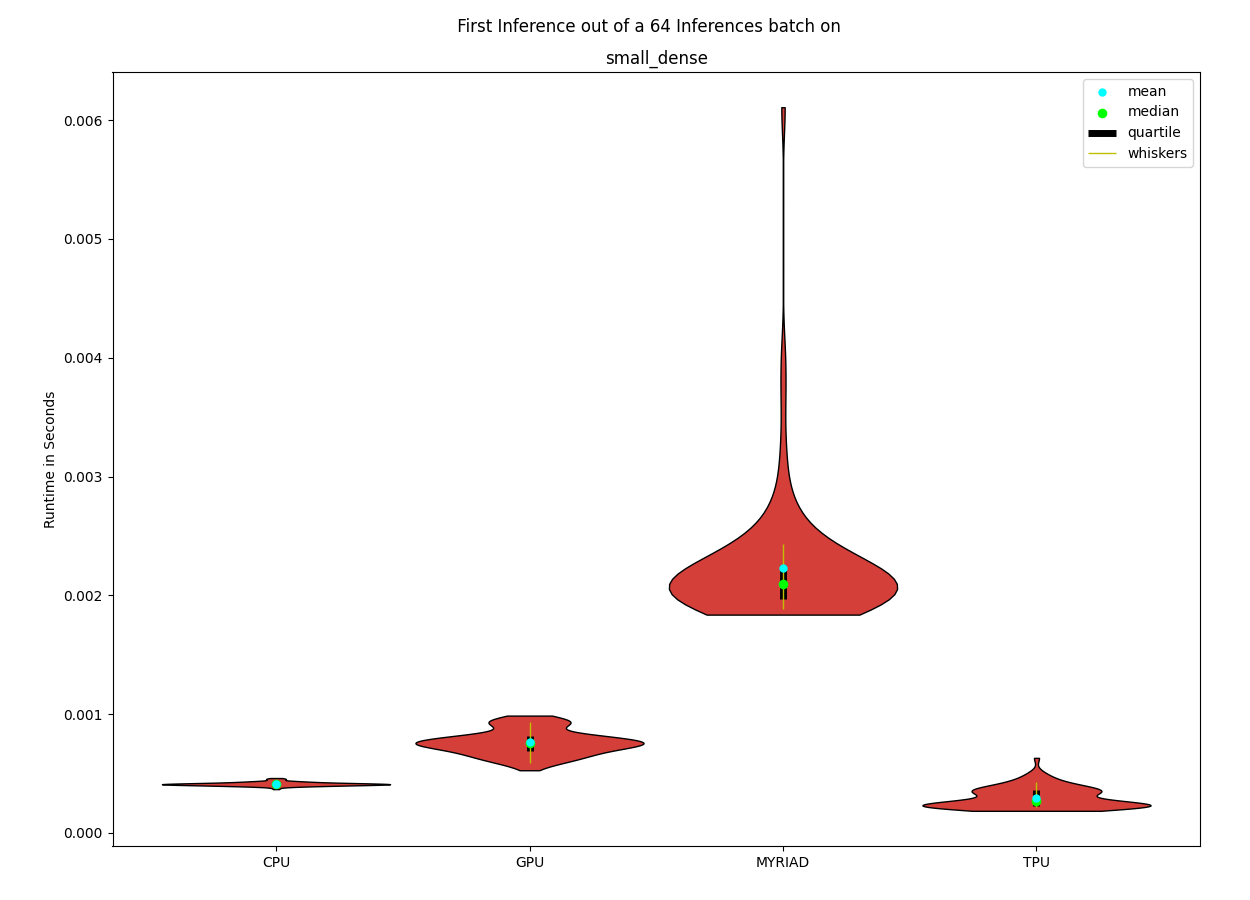 First Inference out of a 64 Inferences batch on
small_dense
mean
median
quartile
whiskers
0.006
0.005
0.004
0.003
0.002
0.001
0.000
Runtime in Seconds
CPU
GPU
MYRIAD
TPU